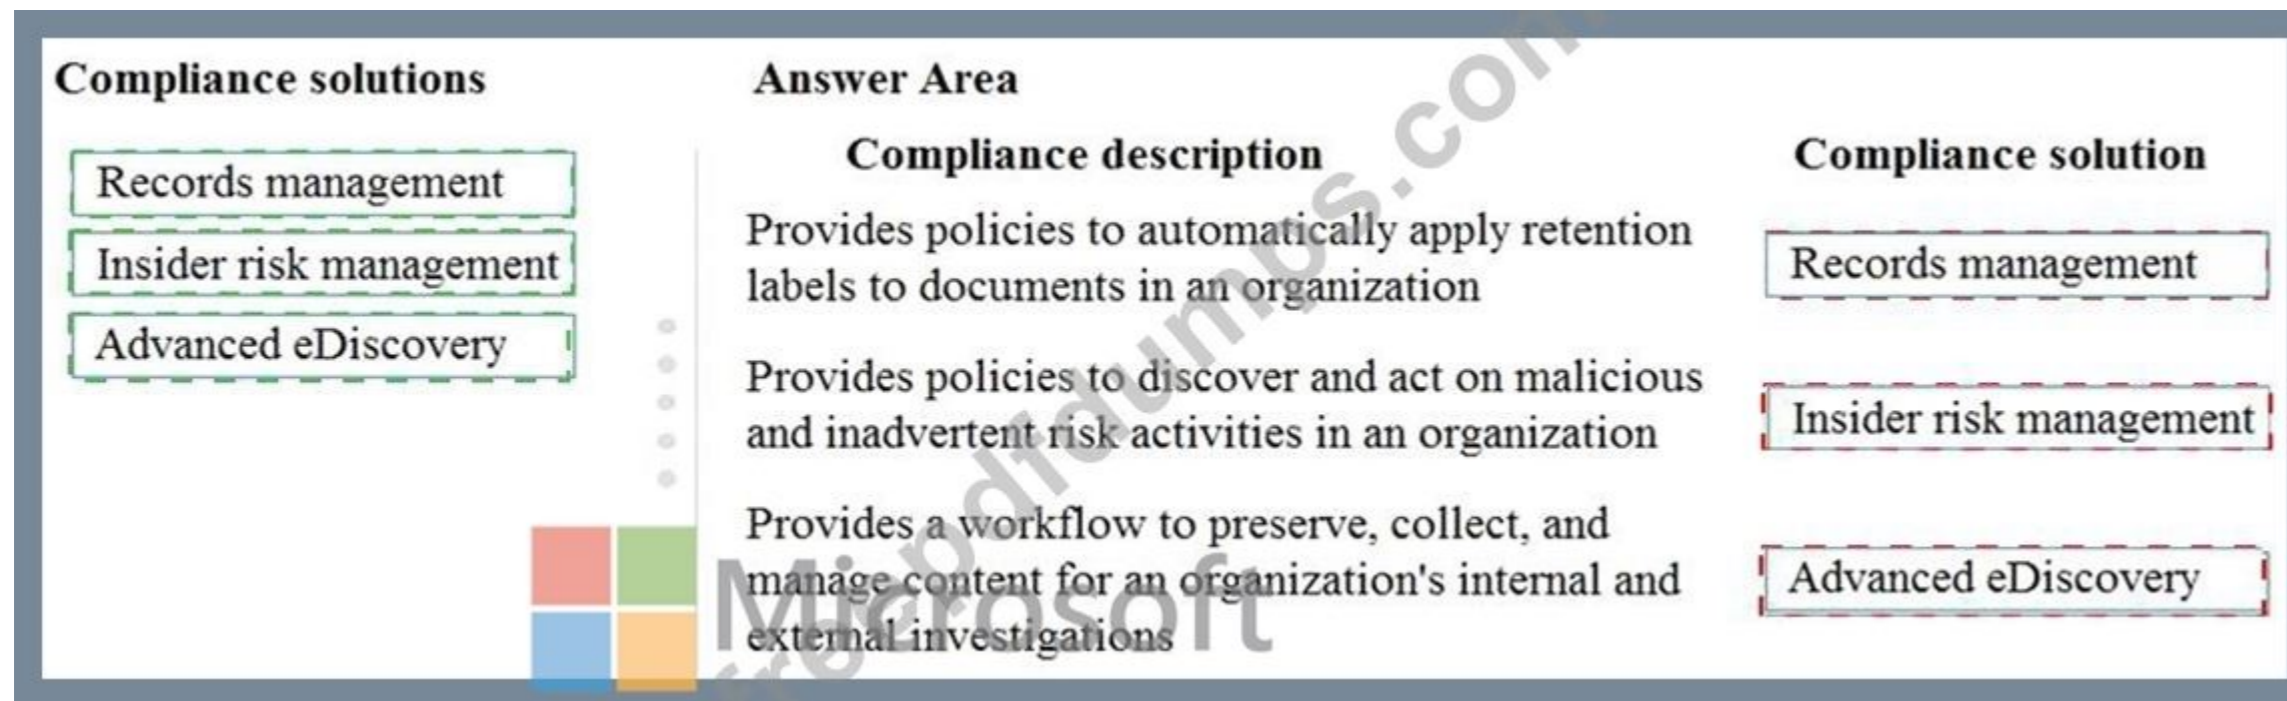 Compliance solutions
Records management
Insider risk management
Advanced eDiscovery
Answer Area
Compliance description
Compliance solution
Provides policies to automatically apply retention
labels to documents in an organization
Records management
Provides policies to discover and act on malicious
and inadvertent risk activities in an organization
Insider risk management
Provides a workflow to preserve, collect, and
manage content for an organization's internal and
external investigations
Advanced eDiscovery
Microsoft
freepdfdumps.com